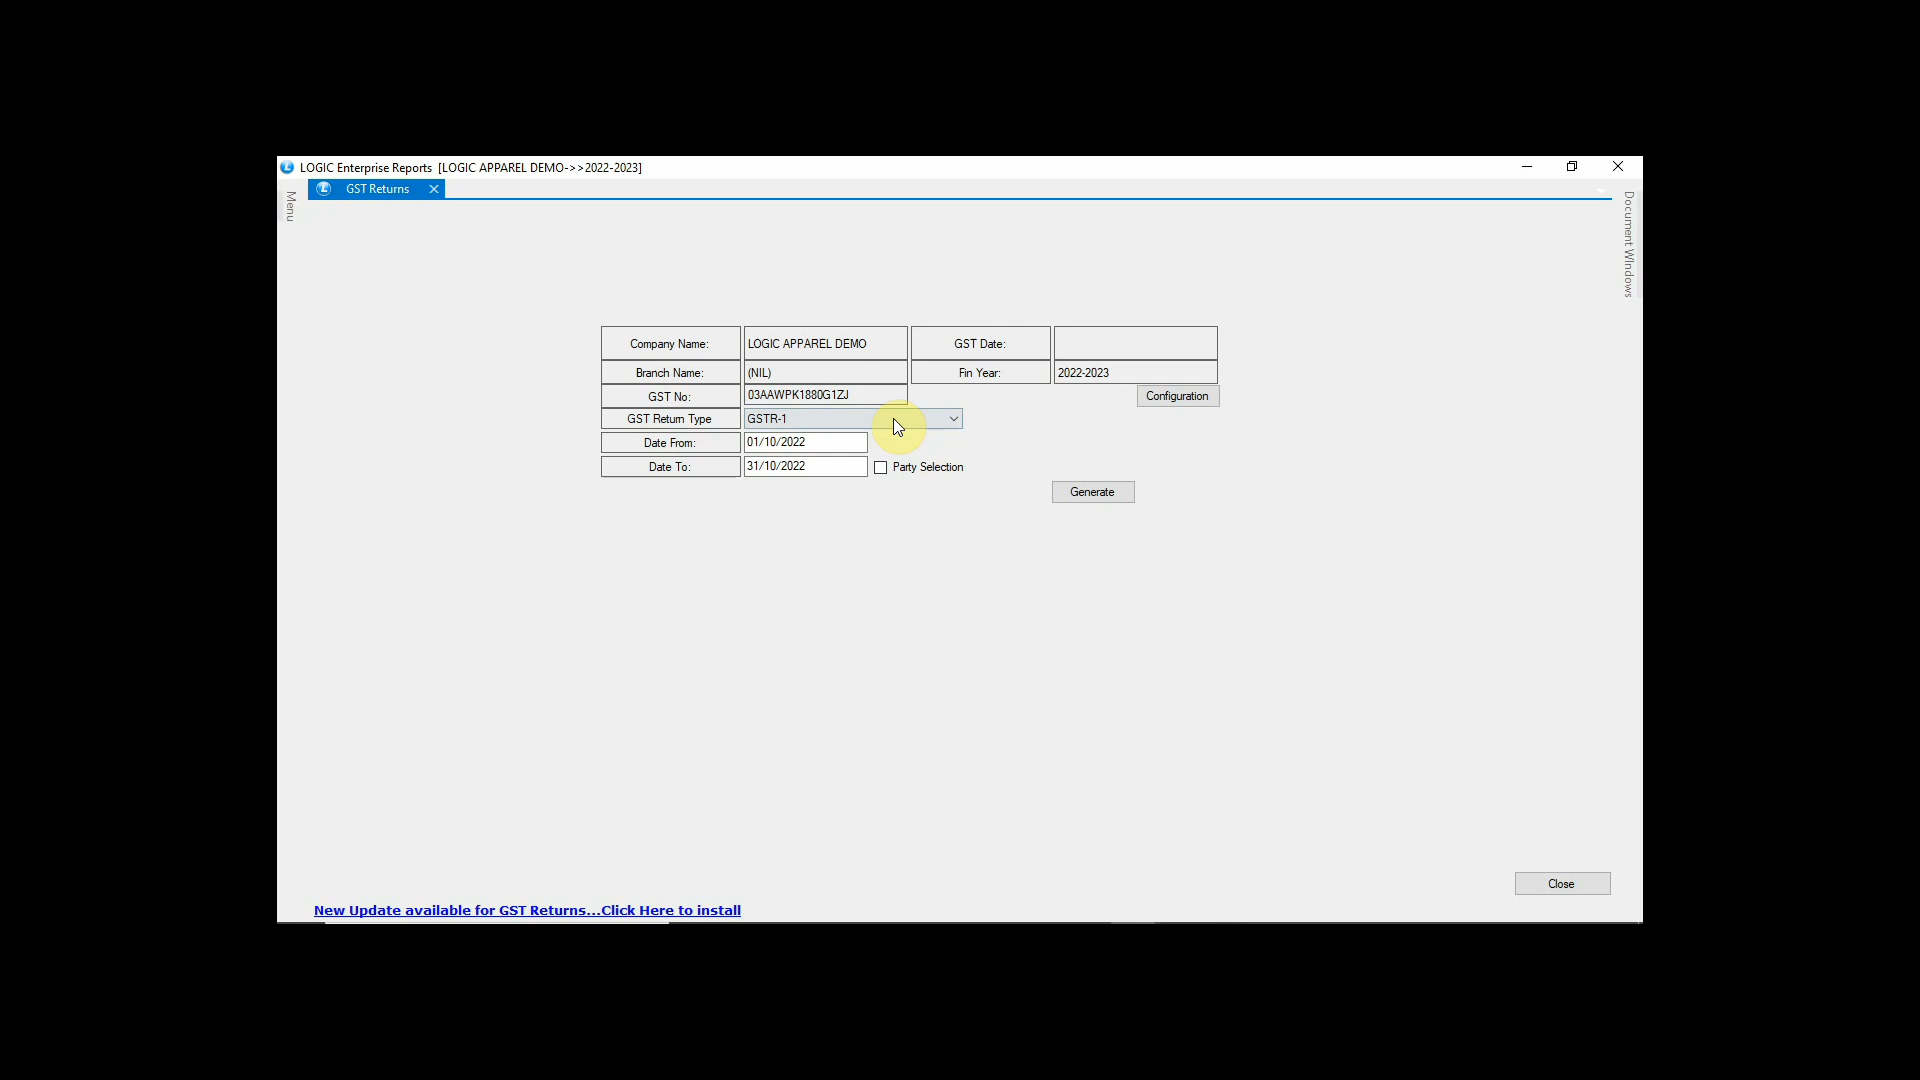 LOGIC Enterprise Reports [LOGIC APPAREL DEMO->>2022-2023]
Menu
GST Returns
Document Windows
Company Name: LOGIC APPAREL DEMO GST Date:
Branch Name: (NIL) Fin Year: 2022-2023
GST No: 03AAWPK1880G1ZJ Configuration
GST Return Type GSTR-1
Date From: 01/10/2022
Date To: 31/10/2022 Party Selection
Generate
Close
New Update available for GST Returns...Click Here to install